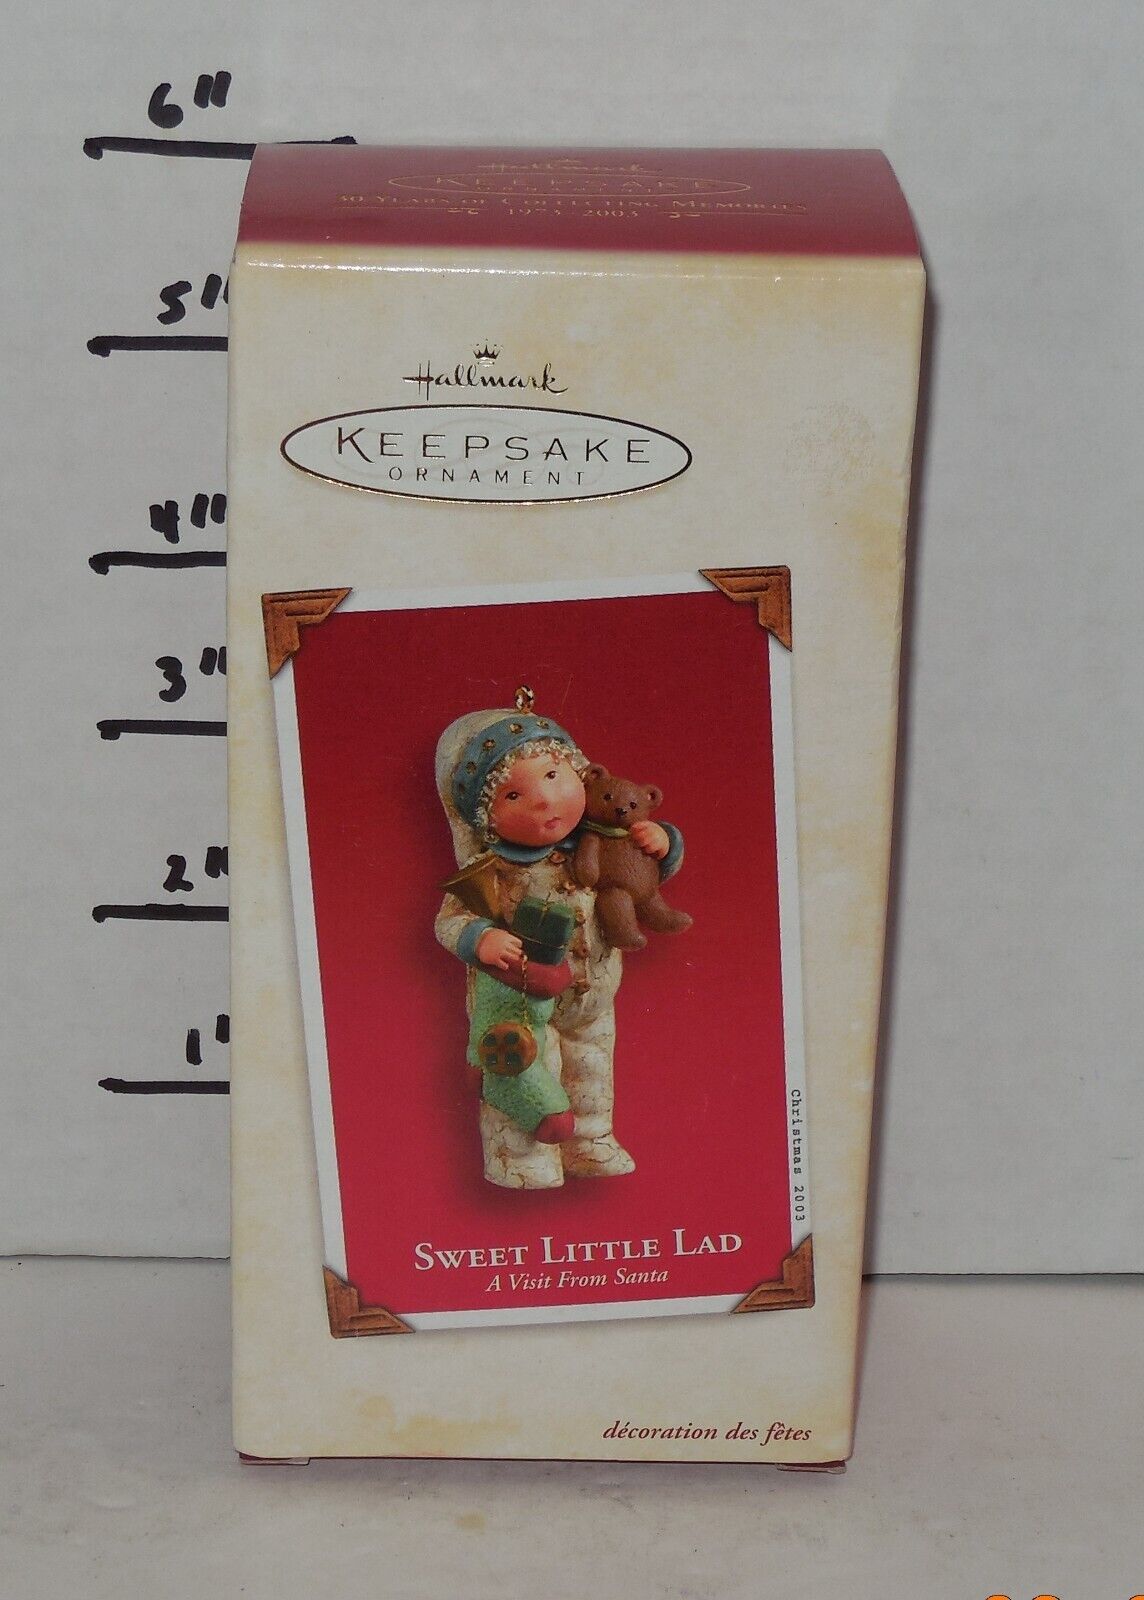 6"
5"
4"
3"
2"
1"
Hallmark
KEEPSAKE
ORNAMENT
30 YEARS OF COLLECTING MEMORIES
1973-2003
Hallmark
KEEPSAKE
ORNAMENT
Christmas 2003
SWEET LITTLE LAD
A Visit From Santa
décoration des fêtes